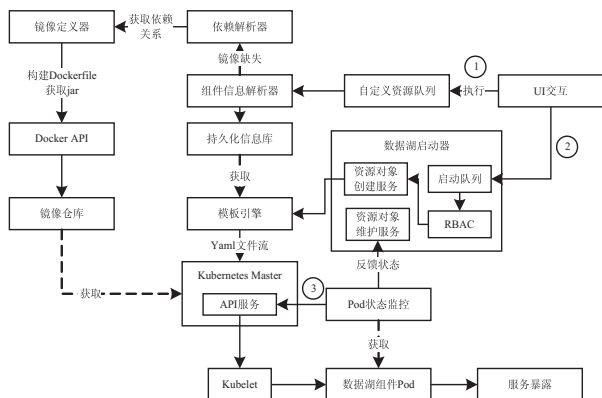 镜像定义器
获取依赖
关系
依赖解析器
构建Dockerfile
获取jar
镜像缺失
1
组件信息解析器
自定义资源队列
执行
UI交互
Docker API
持久化信息库
数据湖启动器
2
获取
资源对象
创建服务
启动队列
镜像仓库
模板引擎
资源对象
维护服务
RBAC
Yaml文件流
反馈状态
Kubernetes Master
获取
API服务
3
Pod状态监控
获取
Kubelet
数据湖组件Pod
服务暴露